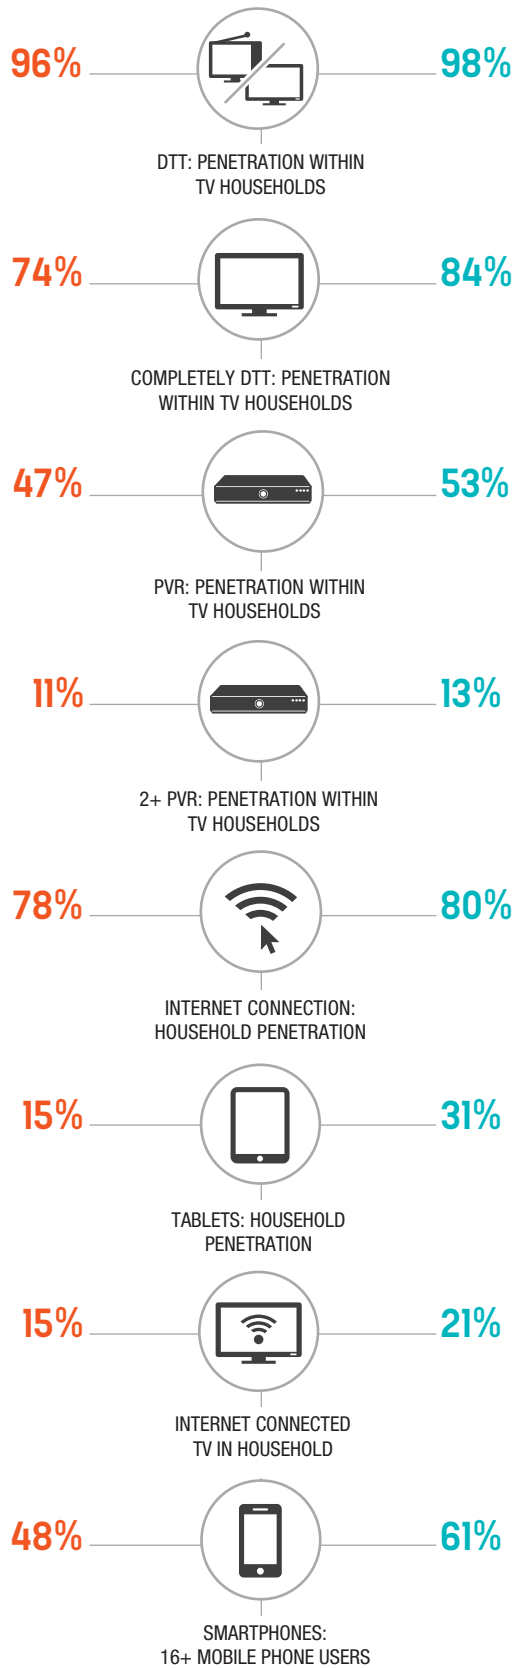 96% 98%
DTT: PENETRATION WITHIN
TV HOUSEHOLDS
74% 84%
COMPLETELY DTT: PENETRATION
WITHIN TV HOUSEHOLDS
47% 53%
PVR: PENETRATION WITHIN
TV HOUSEHOLDS
11% 13%
2+ PVR: PENETRATION WITHIN
TV HOUSEHOLDS
78% 80%
INTERNET CONNECTION:
HOUSEHOLD PENETRATION
15% 31%
TABLETS: HOUSEHOLD
PENETRATION
15% 21%
INTERNET CONNECTED
TV IN HOUSEHOLD
48% 61%
SMARTPHONES:
16+ MOBILE PHONE USERS